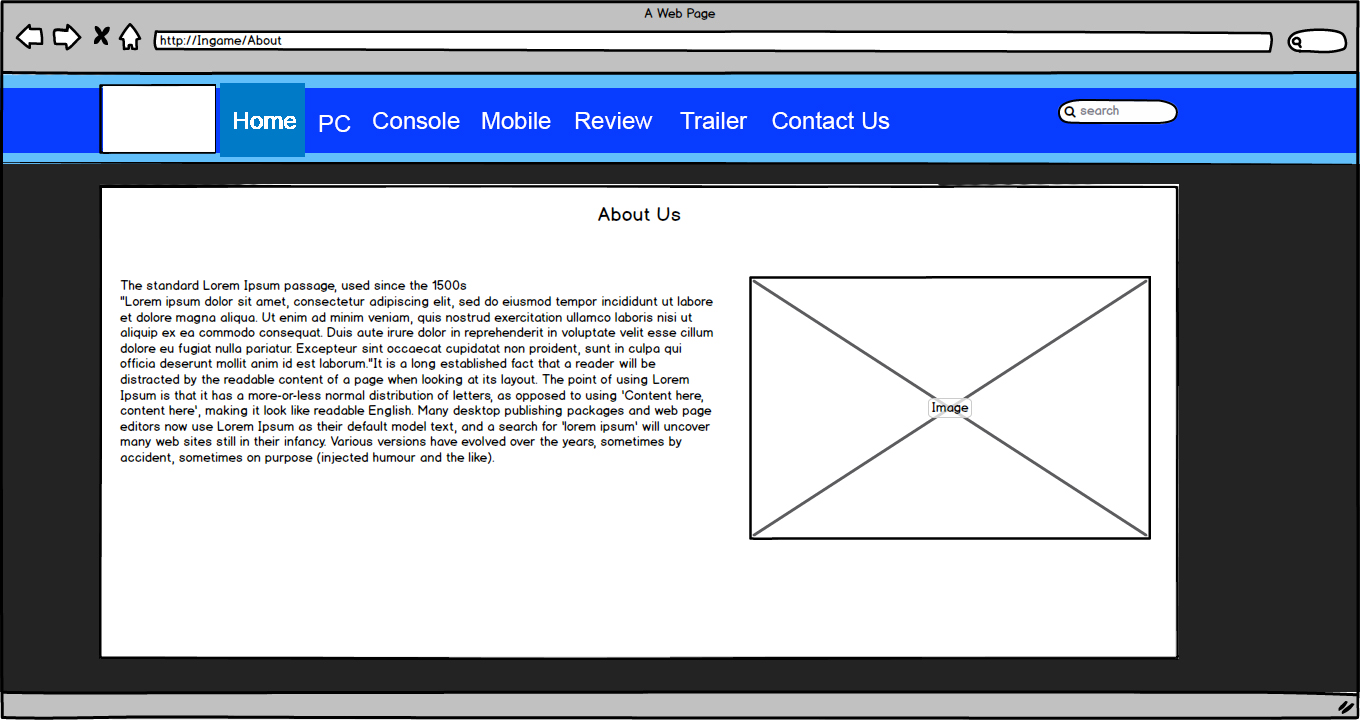 A Web Page
http://Ingame/About
Home PC Console Mobile Review Trailer Contact Us
search
About Us
The standard Lorem Ipsum passage, used since the 1500s
"Lorem ipsum dolor sit amet, consectetur adipiscing elit, sed do eiusmod tempor incididunt ut labore
et dolore magna aliqua. Ut enim ad minim veniam, quis nostrud exercitation ullamco laboris nisi ut
aliquip ex ea commodo consequat. Duis aute irure dolor in reprehenderit in voluptate velit esse cillum
dolore eu fugiat nulla pariatur. Excepteur sint occaecat cupidatat non proident, sunt in culpa qui
officia deserunt mollit anim id est laborum."It is a long established fact that a reader will be
distracted by the readable content of a page when looking at its layout. The point of using Lorem
Ipsum is that it has a more-or-less normal distribution of letters, as opposed to using 'Content here,
content here', making it look like readable English. Many desktop publishing packages and web page
editors now use Lorem Ipsum as their default model text, and a search for 'lorem ipsum' will uncover
many web sites still in their infancy. Various versions have evolved over the years, sometimes by
accident, sometimes on purpose (injected humour and the like).
Image